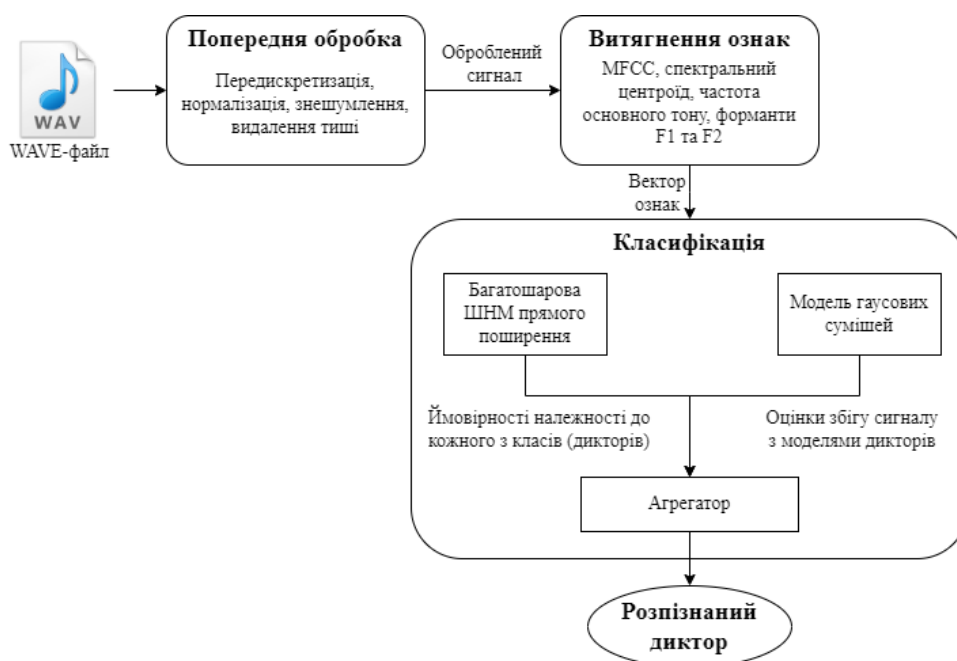 WAV
WAVE-файл
Попередня обробка
Передискретизація,
нормалізація, знешумлення,
видалення тиші
Оброблений
сигнал
Витягнення ознак
MFCC, спектральний
центроїд, частота
основного тону, форманти
F1 та F2
Вектор
ознак
Класифікація
Багатошарова
ШНМ прямого
поширення
Модель гаусових
сумішей
Ймовірності належності до
кожного з класів (дикторів)
Оцінки збігу сигналу
з моделями дикторів
Агрегатор
Розпізнаний
диктор